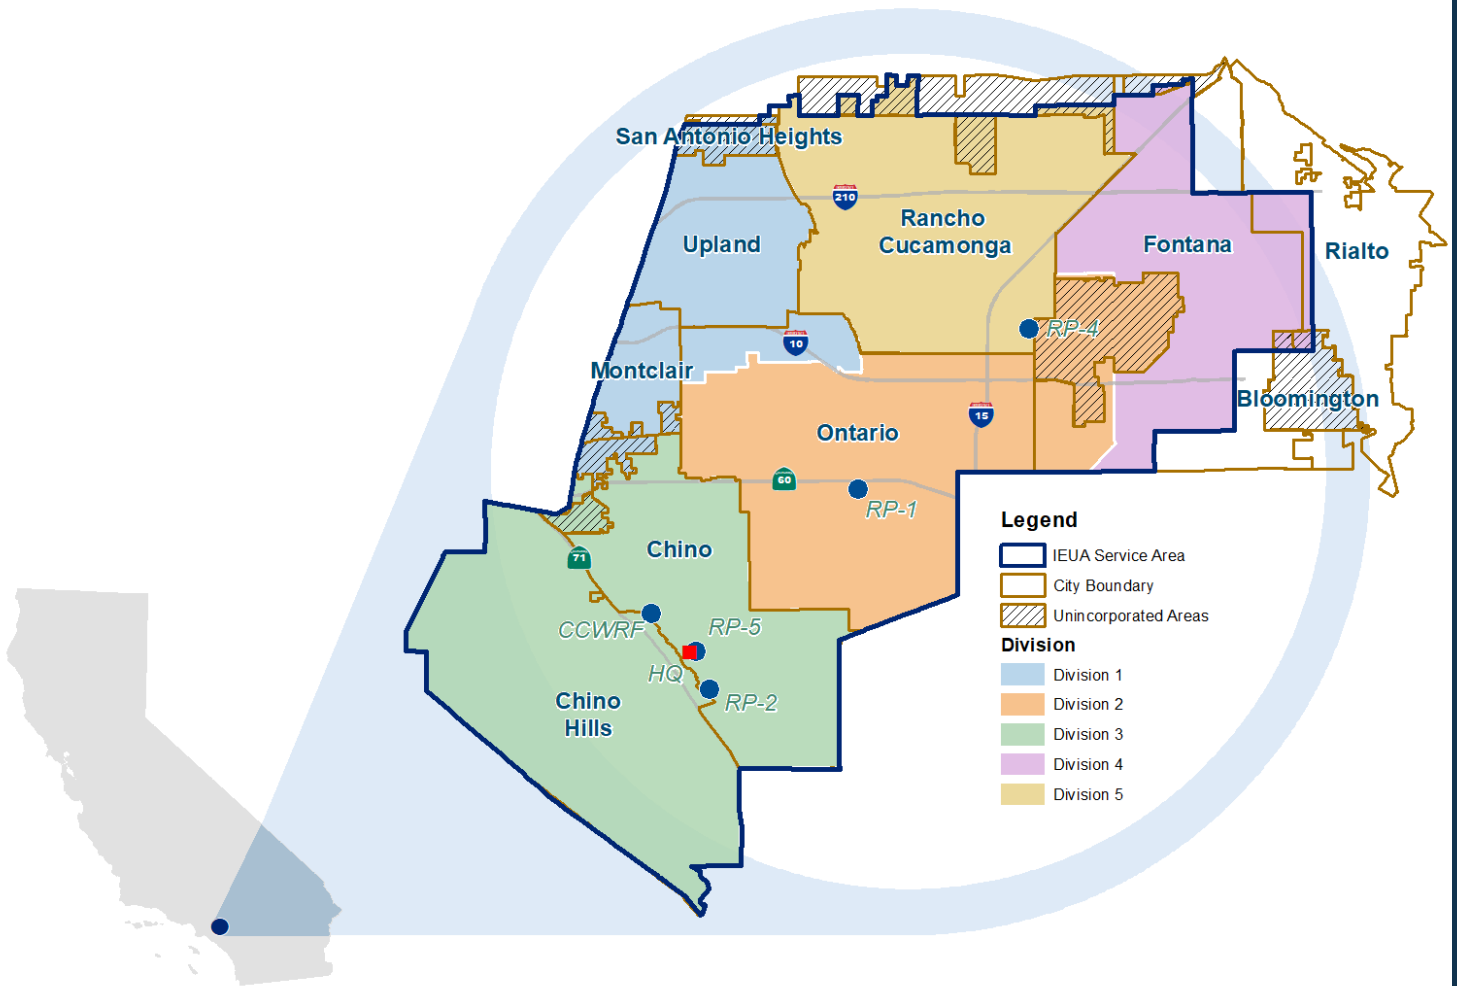 San Antonio Heights
210
Rancho
Cucamonga
Upland
Fontana
Rialto
RP-4
10
Montclair
Bloomington
15
Ontario
60
RP-1
Chino
71
CCWRF
RP-5
HQ
RP-2
Chino
Hills
Legend
IEUA Service Area
City Boundary
Unincorporated Areas
Division
Division 1
Division 2
Division 3
Division 4
Division 5